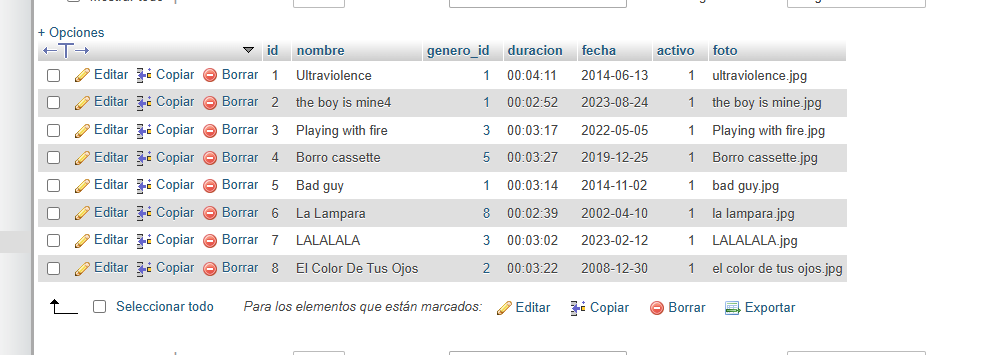 + Opciones
id nombre genero_id duracion fecha activo foto
Editar Copiar Borrar 1 Ultraviolence 1 00:04:11 2014-06-13 1 ultraviolence.jpg
Editar Copiar Borrar 2 the boy is mine4 1 00:02:52 2023-08-24 1 the boy is mine.jpg
Editar Copiar Borrar 3 Playing with fire 3 00:03:17 2022-05-05 1 Playing with fire.jpg
Editar Copiar Borrar 4 Borro cassette 5 00:03:27 2019-12-25 1 Borro cassette.jpg
Editar Copiar Borrar 5 Bad guy 1 00:03:14 2014-11-02 1 bad guy.jpg
Editar Copiar Borrar 6 La Lampara 8 00:02:39 2002-04-10 1 la lampara.jpg
Editar Copiar Borrar 7 LALALALA 3 00:03:02 2023-02-12 1 LALALALA.jpg
Editar Copiar Borrar 8 El Color De Tus Ojos 2 00:03:22 2008-12-30 1 el color de tus ojos.jpg
Seleccionar todo Para los elementos que están marcados: Editar Copiar Borrar Exportar